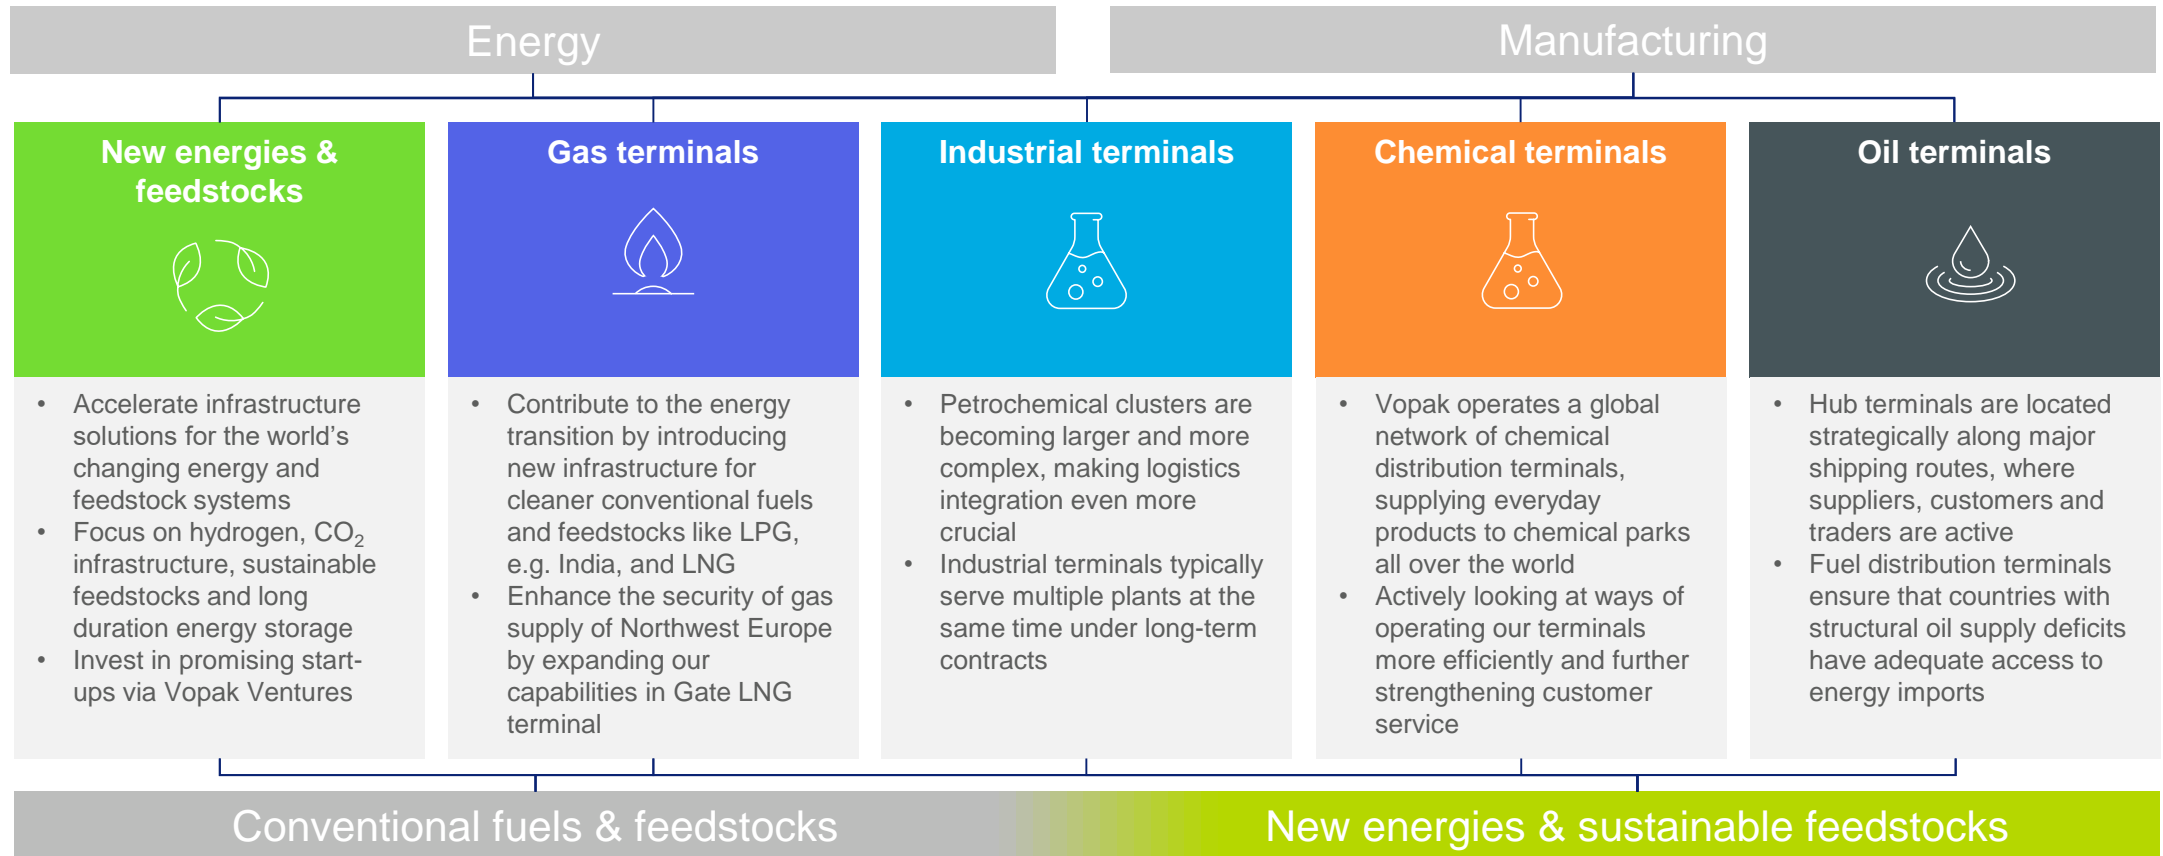 Energy
Manufacturing
New energies &
feedstocks
• Accelerate infrastructure
solutions for the world’s
changing energy and
feedstock systems
• Focus on hydrogen, CO₂
infrastructure, sustainable
feedstocks and long
duration energy storage
• Invest in promising start-
ups via Vopak Ventures
Gas terminals
• Contribute to the energy
transition by introducing
new infrastructure for
cleaner conventional fuels
and feedstocks like LPG,
e.g. India, and LNG
• Enhance the security of gas
supply of Northwest Europe
by expanding our
capabilities in Gate LNG
terminal
Industrial terminals
• Petrochemical clusters are
becoming larger and more
complex, making logistics
integration even more
crucial
• Industrial terminals typically
serve multiple plants at the
same time under long-term
contracts
Chemical terminals
• Vopak operates a global
network of chemical
distribution terminals,
supplying everyday
products to chemical parks
all over the world
• Actively looking at ways of
operating our terminals
more efficiently and further
strengthening customer
service
Oil terminals
• Hub terminals are located
strategically along major
shipping routes, where
suppliers, customers and
traders are active
• Fuel distribution terminals
ensure that countries with
structural oil supply deficits
have adequate access to
energy imports
Conventional fuels & feedstocks
New energies & sustainable feedstocks